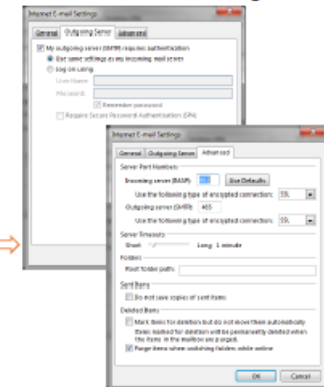 Internet E-mail Settings
General Outgoing Server Advanced
My outgoing server (SMTP) requires authentication
Use same settings as my incoming mail server
Log on using
User Name:
Password:
Remember password
Require Secure Password Authentication (SPA)
Internet E-mail Settings
General Outgoing Server Advanced
Server Port Numbers
Incoming server (IMAP): Use Defaults
Use the following type of encrypted connection: SSL
Outgoing server (SMTP): 465
Use the following type of encrypted connection: SSL
Server Timeouts
Short Long 1 minute
Folders
Root folder path:
Sent Items
Do not save copies of sent items
Deleted Items
Mark items for deletion but do not move them automatically
Items marked for deletion will be permanently deleted when
the items in the mailbox are purged.
Purge items when switching folders while online
OK Cancel